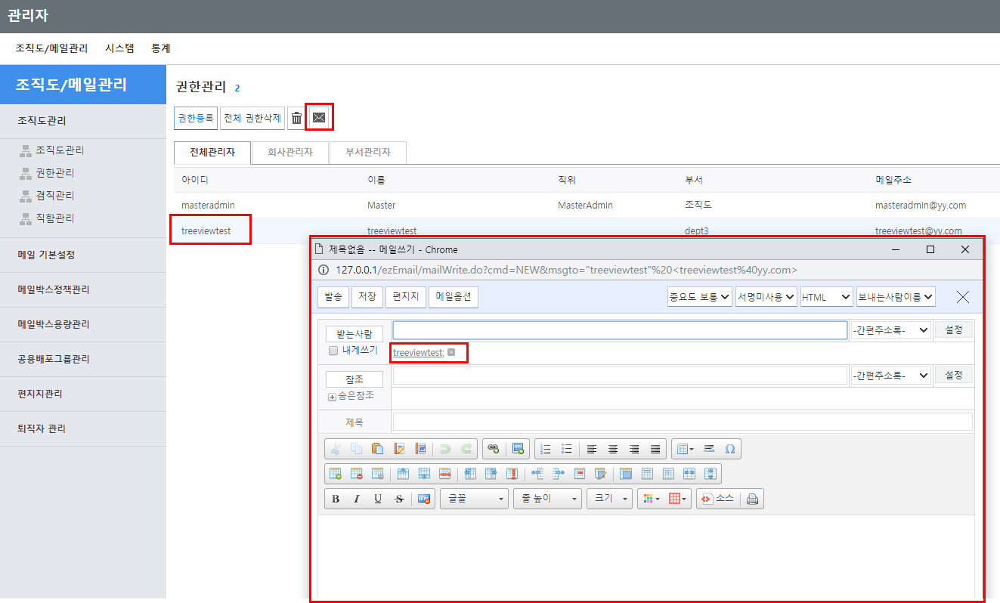 관리자
조직도/메일관리 시스템 통계
조직도/메일관리
조직도관리
조직도관리
권한관리
겸직관리
직함관리
메일 기본설정
메일박스정책관리
메일박스용량관리
공용배포그룹관리
편지지관리
퇴직자 관리
권한관리 2
권한등록 전체 권한삭제
전체관리자 회사관리자 부서관리자
아이디 이름 직위 부서 메일주소
masteradmin Master MasterAdmin 조직도 masteradmin@yy.com
treeviewtest treeviewtest dept3 treeviewtest@yy.com
제목없음 -- 메일쓰기 - Chrome
127.0.0.1/ezEmail/mailWrite.do?cmd=NEW&msgto="treeviewtest"%20<treeviewtest%40yy.com>
발송 저장 편지지 메일옵션 중요도 보통 서명미사용 HTML 보내는사람이름
받는사람 -간편주소록- 설정
내게쓰기 treeviewtest;
참조 -간편주소록- 설정
숨은참조
제목
B I U S HTML 글꼴 줄 높이 크기 소스